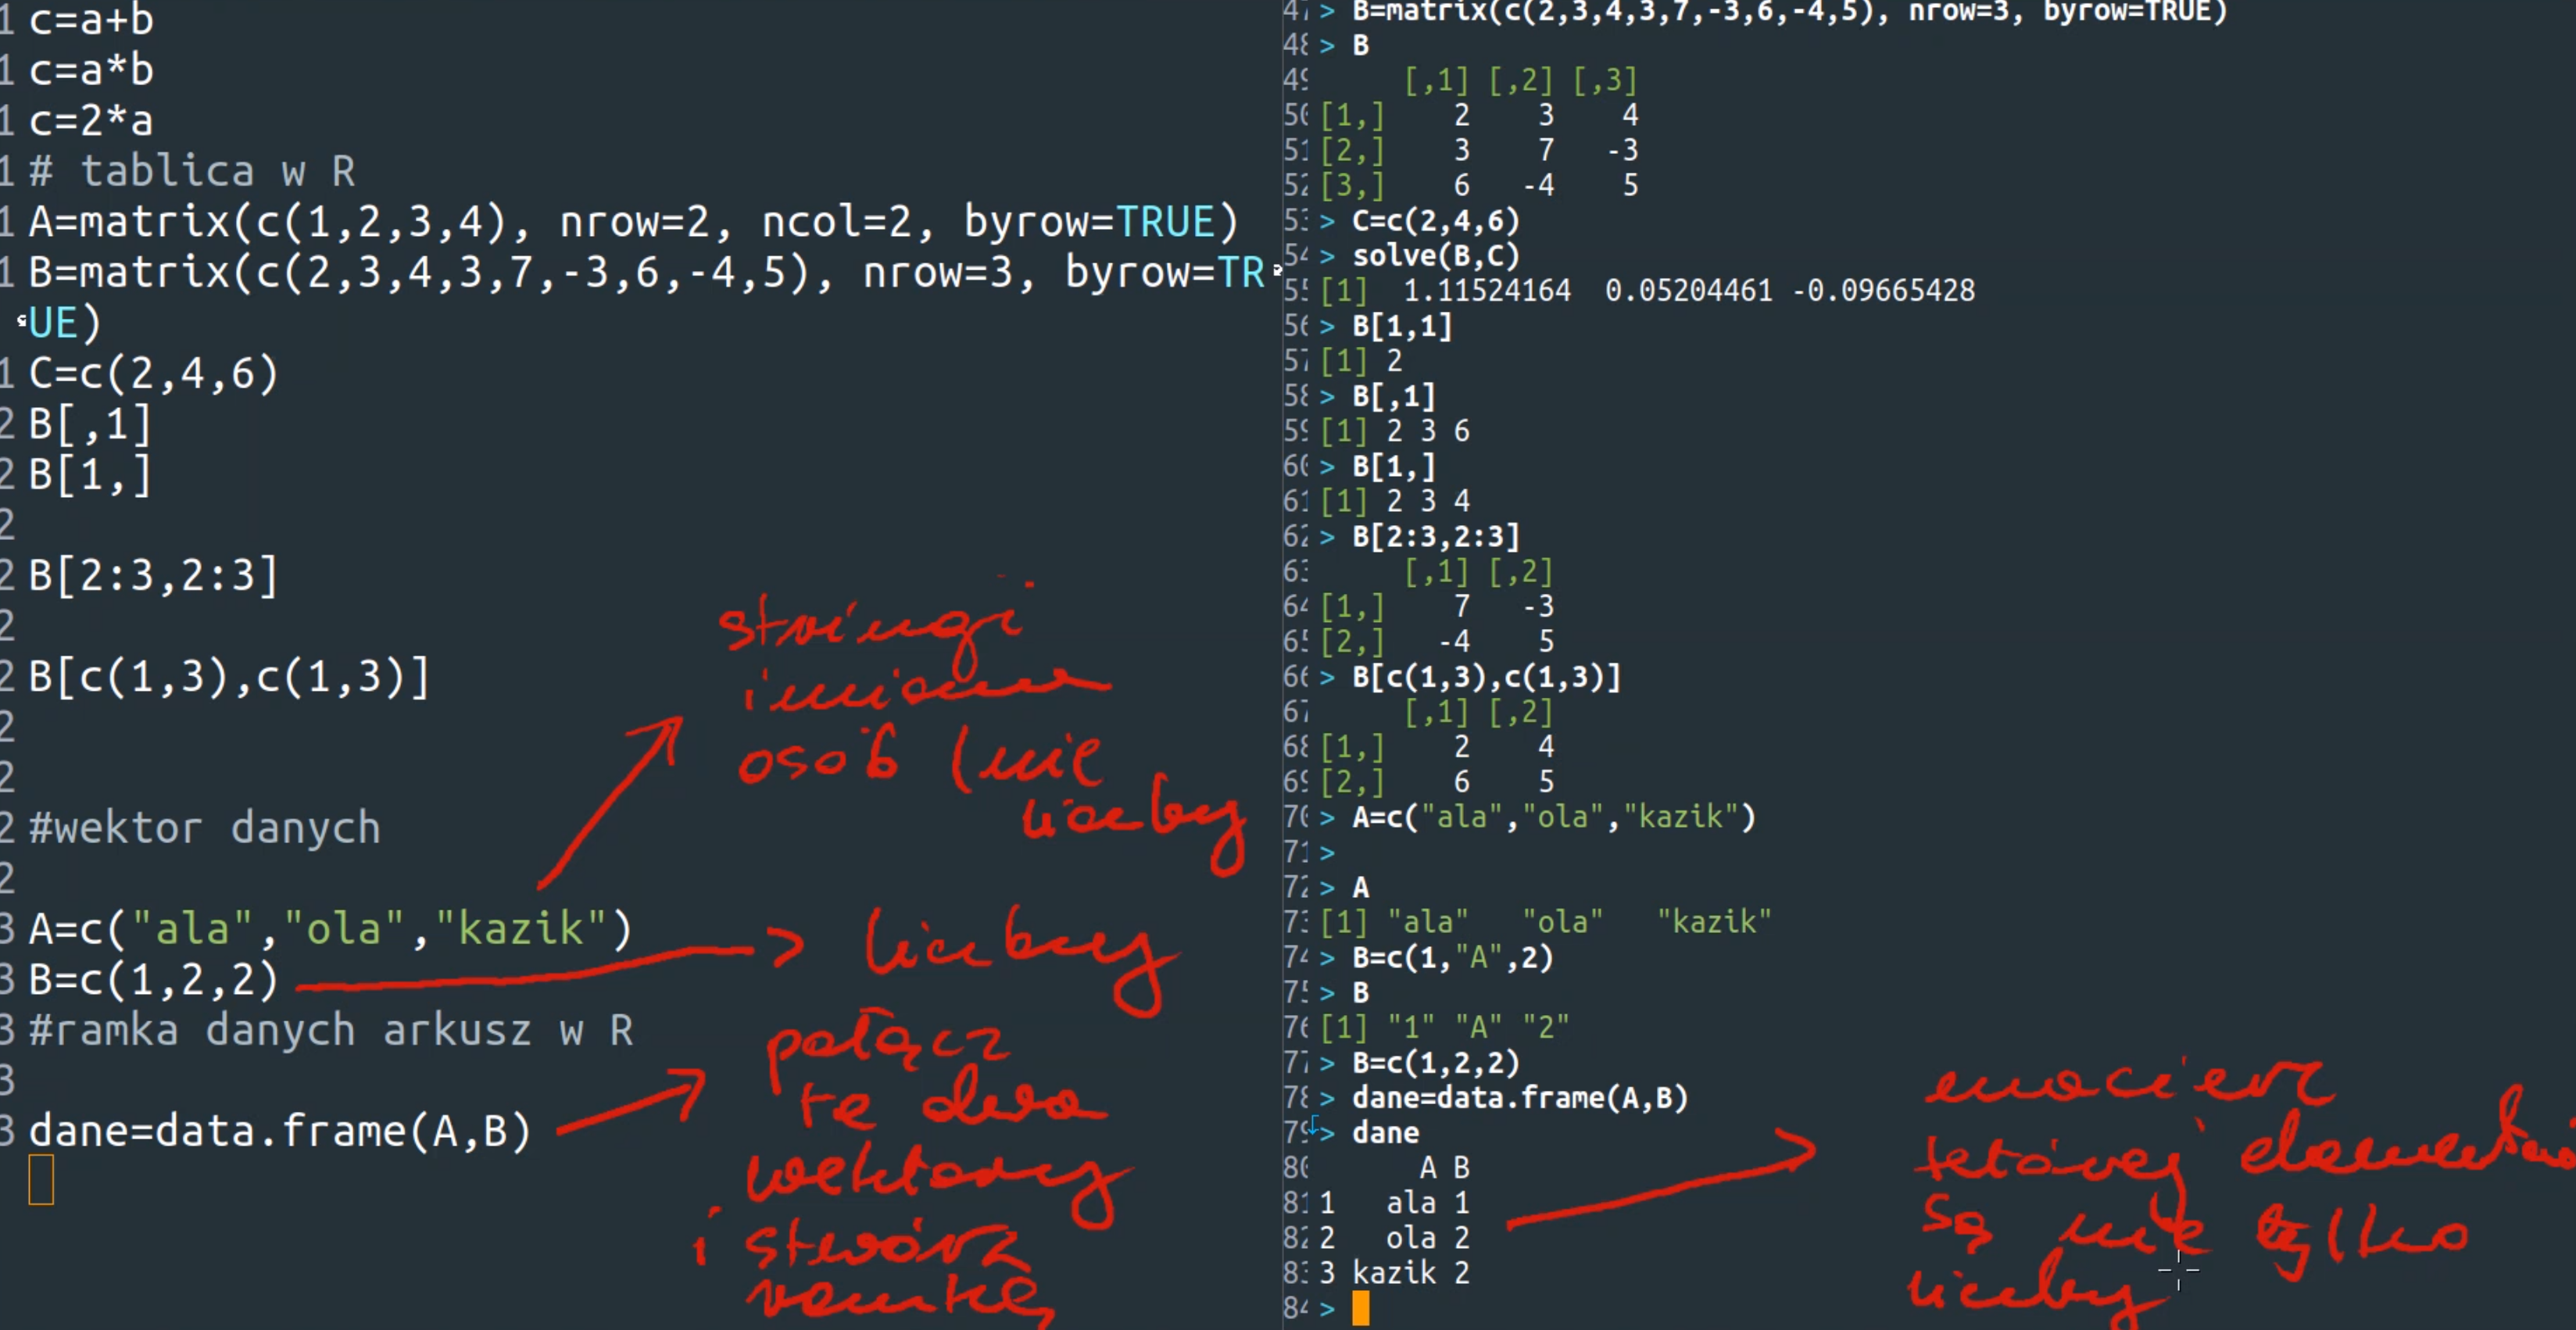 1 c=a+b
1 c=a*b
1 c=2*a
1 # tablica w R
1 A=matrix(c(1,2,3,4), nrow=2, ncol=2, byrow=TRUE)
1 B=matrix(c(2,3,4,3,7,-3,6,-4,5), nrow=3, byrow=TR
UE)
1 C=c(2,4,6)
2 B[,1]
2 B[1,]
2
2 B[2:3,2:3]
2
2 B[c(1,3),c(1,3)]
2
2
2 #wektor danych
2
3 A=c("ala","ola","kazik")
3 B=c(1,2,2)
3 #ramka danych arkusz w R
3
3 dane=data.frame(A,B)
stringi
imiona
osób (nie
liczby
liczby
połącz
te dwa
wektory
i stwórz
ramkę
47 > B=matrix(c(2,3,4,3,7,-3,6,-4,5), nrow=3, byrow=TRUE)
48 > B
49 [,1] [,2] [,3]
50 [1,] 2 3 4
51 [2,] 3 7 -3
52 [3,] 6 -4 5
53 > C=c(2,4,6)
54 > solve(B,C)
55 [1] 1.11524164 0.05204461 -0.09665428
56 > B[1,1]
57 [1] 2
58 > B[,1]
59 [1] 2 3 6
60 > B[1,]
61 [1] 2 3 4
62 > B[2:3,2:3]
63 [,1] [,2]
64 [1,] 7 -3
65 [2,] -4 5
66 > B[c(1,3),c(1,3)]
67 [,1] [,2]
68 [1,] 2 4
69 [2,] 6 5
70 > A=c("ala","ola","kazik")
71 >
72 > A
73 [1] "ala" "ola" "kazik"
74 > B=c(1,"A",2)
75 > B
76 [1] "1" "A" "2"
77 > B=c(1,2,2)
78 > dane=data.frame(A,B)
79 > dane
80 A B
81 1 ala 1
82 2 ola 2
83 3 kazik 2
84 >
macierz
której elementami
są nie tylko
liczby